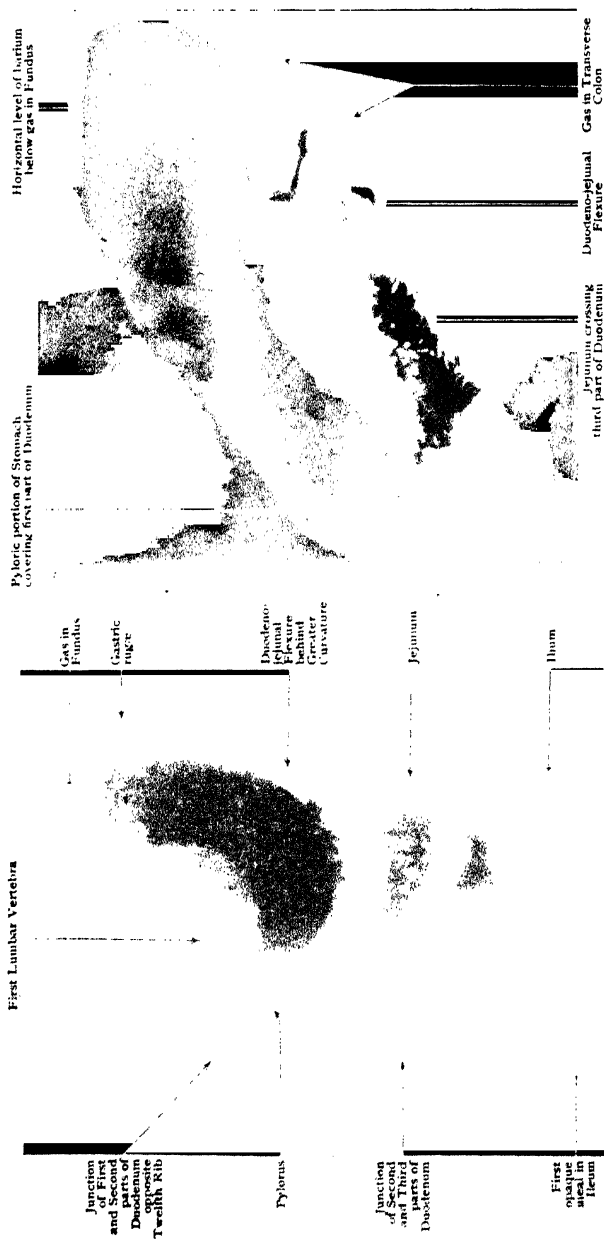 First Lumbar Vertebra
Junction
of First
and Second
parts of
Duodenum
opposite
Twelfth Rib
Pylorus
Junction
of Second
and Third
parts of
Duodenum
First
opaque
meal in
Ileum
Gas in
Fundus
Gastric
rugæ
Duodeno-
jejunal
Flexure
behind
Greater
Curvature
Jejunum
Ilium
Pyloric portion of Stomach
covering first part of Duodenum
Horizontal level of barium
below gas in Fundus
Jejunum crossing
third part of Duodenum
Duodeno-jejunal
Flexure
Gas in Transverse
Colon